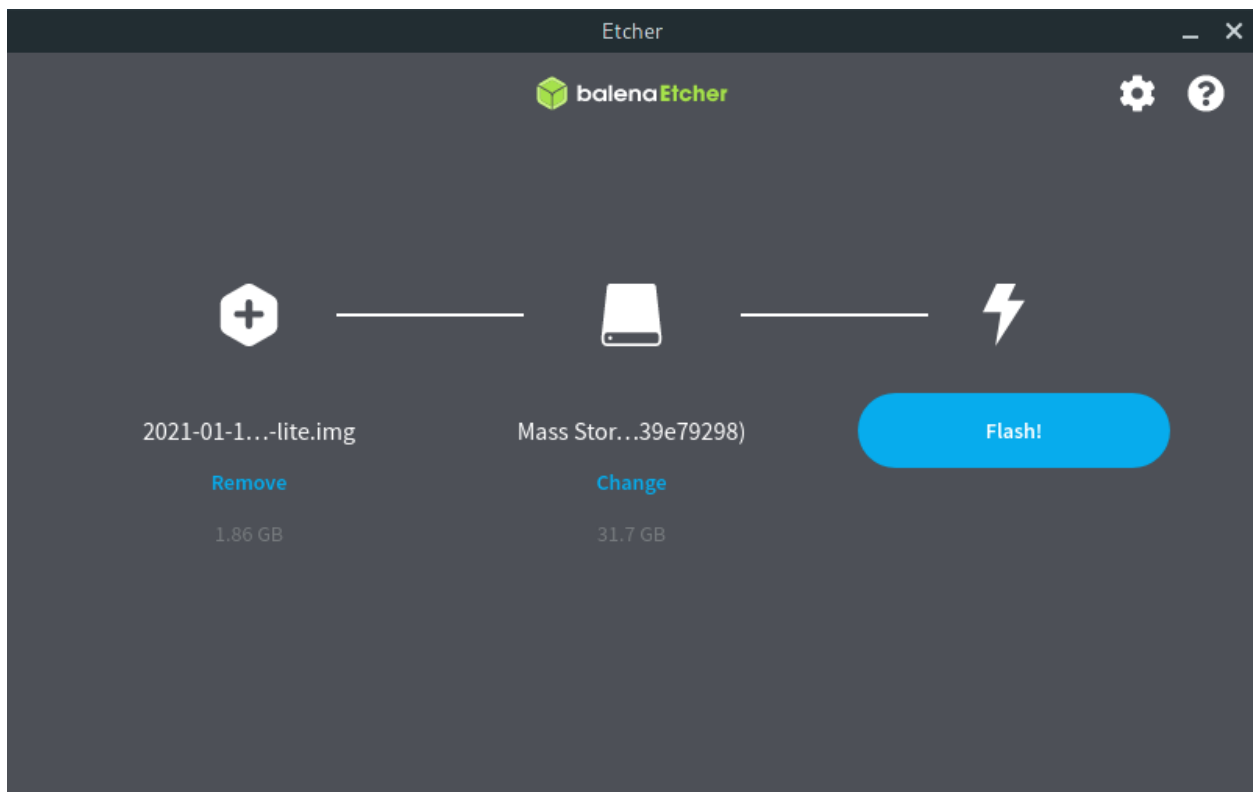 Etcher
balenaEtcher
2021-01-1...-lite.img
Mass Stor...39e79298)
Flash!
Remove
Change
1.86 GB
31.7 GB